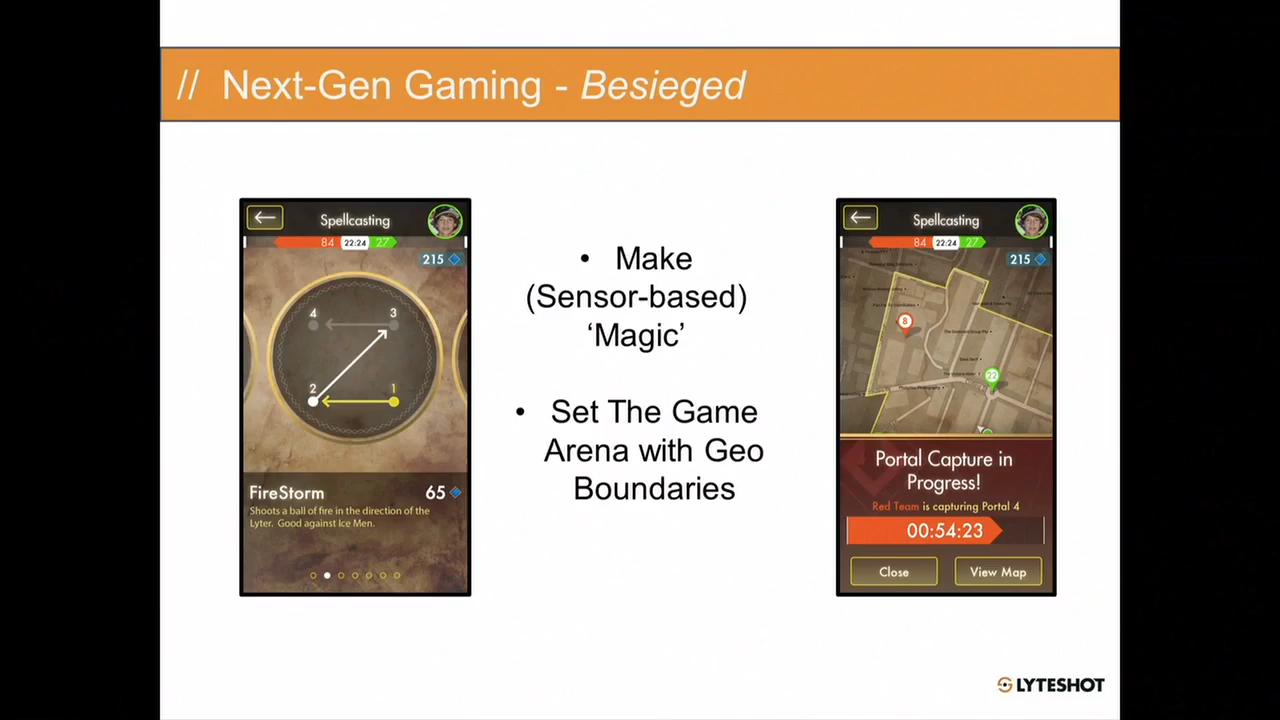 // Next-Gen Gaming - Besieged
Spellcasting
84 22:24 27
215
4 3
2 1
FireStorm 65
Shoots a ball of fire in the direction of the
Lyter. Good against Ice Men.
• Make
(Sensor-based)
‘Magic’
• Set The Game
Arena with Geo
Boundaries
Spellcasting
84 22:24 27
215
8
22
Portal Capture in
Progress!
Red Team is capturing Portal 4
00:54:23
Close View Map
LYTESHOT